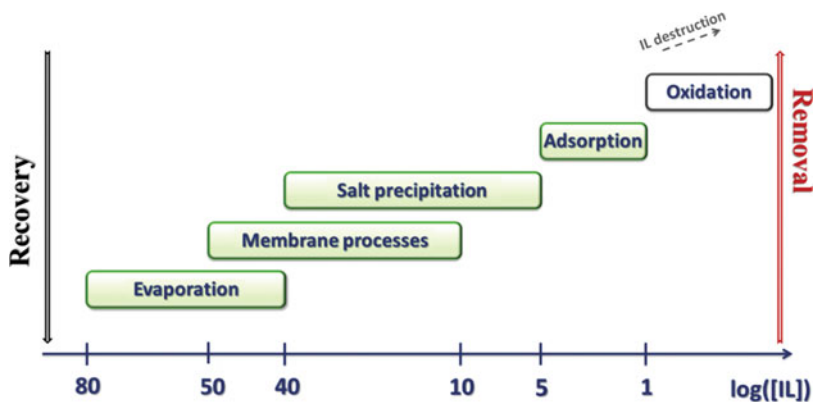 IL destruction
Oxidation
Adsorption
Salt precipitation
Membrane processes
Evaporation
Recovery
Removal
80 50 40 10 5 1 log([IL])